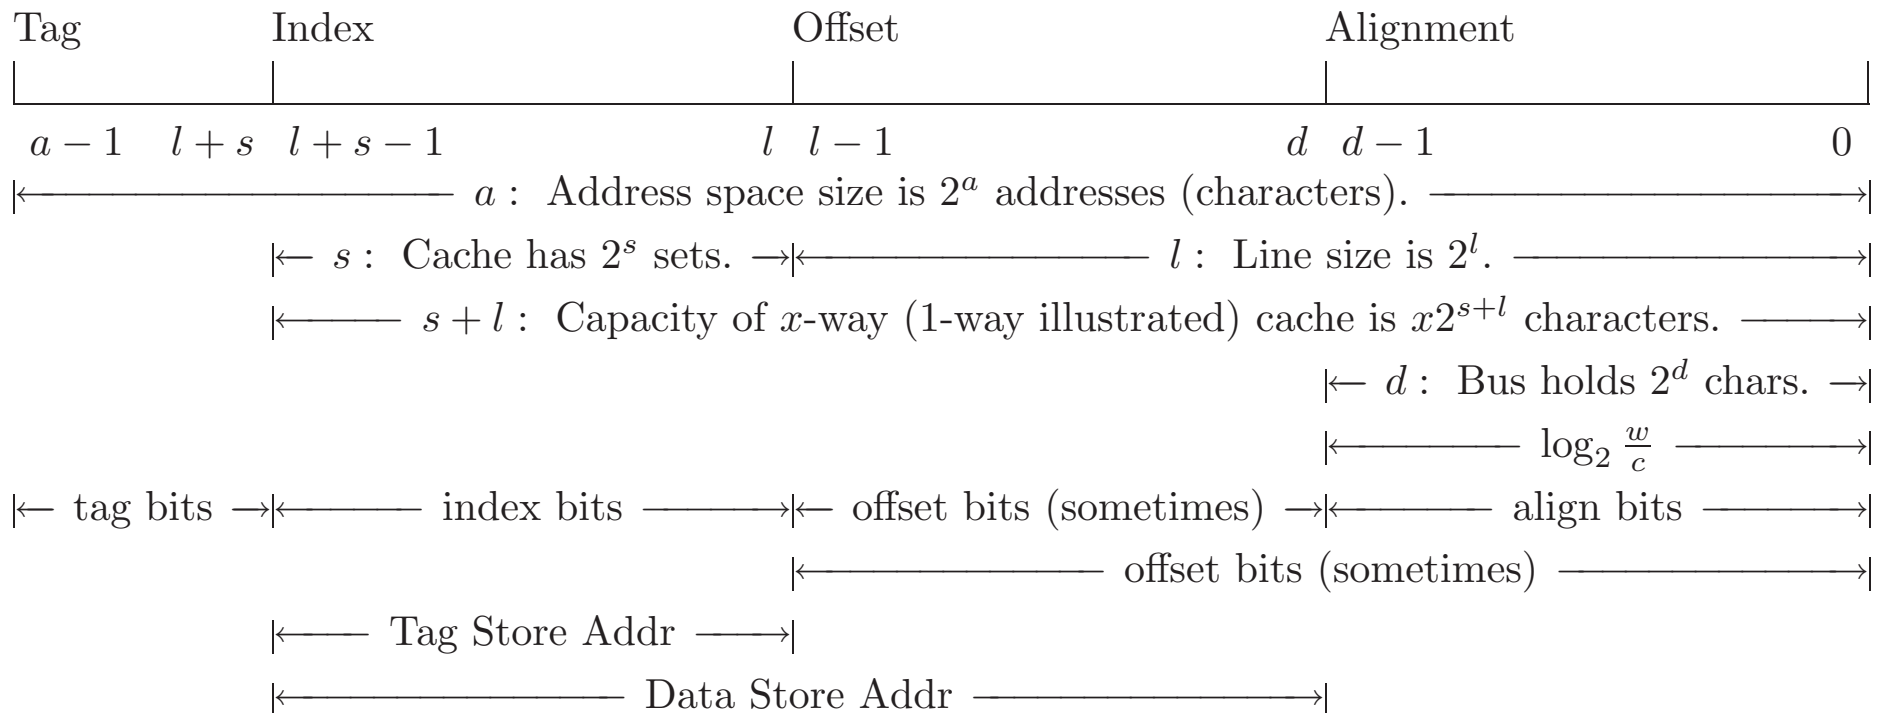 Tag Index Offset Alignment
a − 1 l + s l + s − 1 l l − 1 d d − 1 0
a : Address space size is 2^a addresses (characters).
s : Cache has 2^s sets. l : Line size is 2^l.
s + l : Capacity of x-way (1-way illustrated) cache is x2^{s+l} characters.
d : Bus holds 2^d chars.
log_2 \frac{w}{c}
tag bits index bits offset bits (sometimes) align bits
offset bits (sometimes)
Tag Store Addr
Data Store Addr